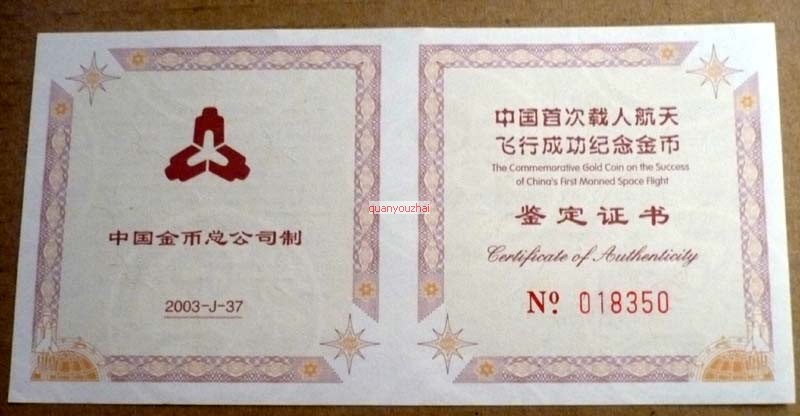 quanyouzhai
中国金币总公司制
2003-J-37
中国首次载人航天
飞行成功纪念金币
The Commemorative Gold Coin on the Success
of China's First Manned Space Flight
鉴定证书
Certificate of Authenticity
Nº 018350